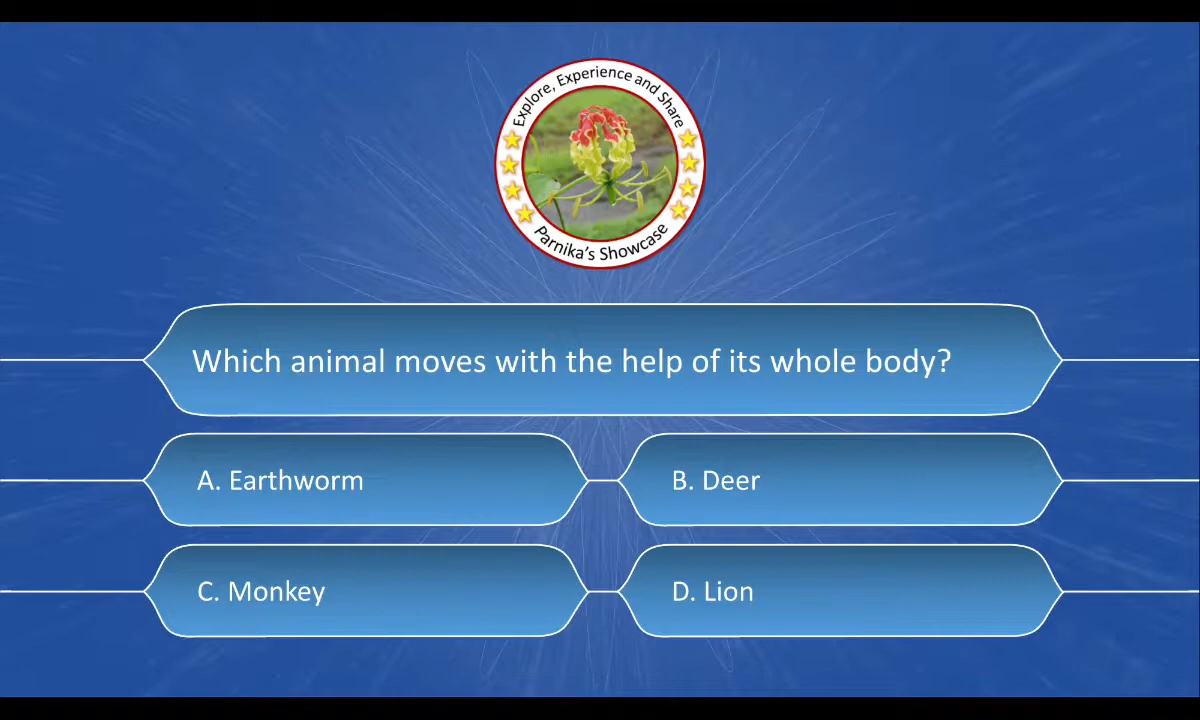 Explore, Experience and Share
Parnika's Showcase
Which animal moves with the help of its whole body?
A. Earthworm
B. Deer
C. Monkey
D. Lion